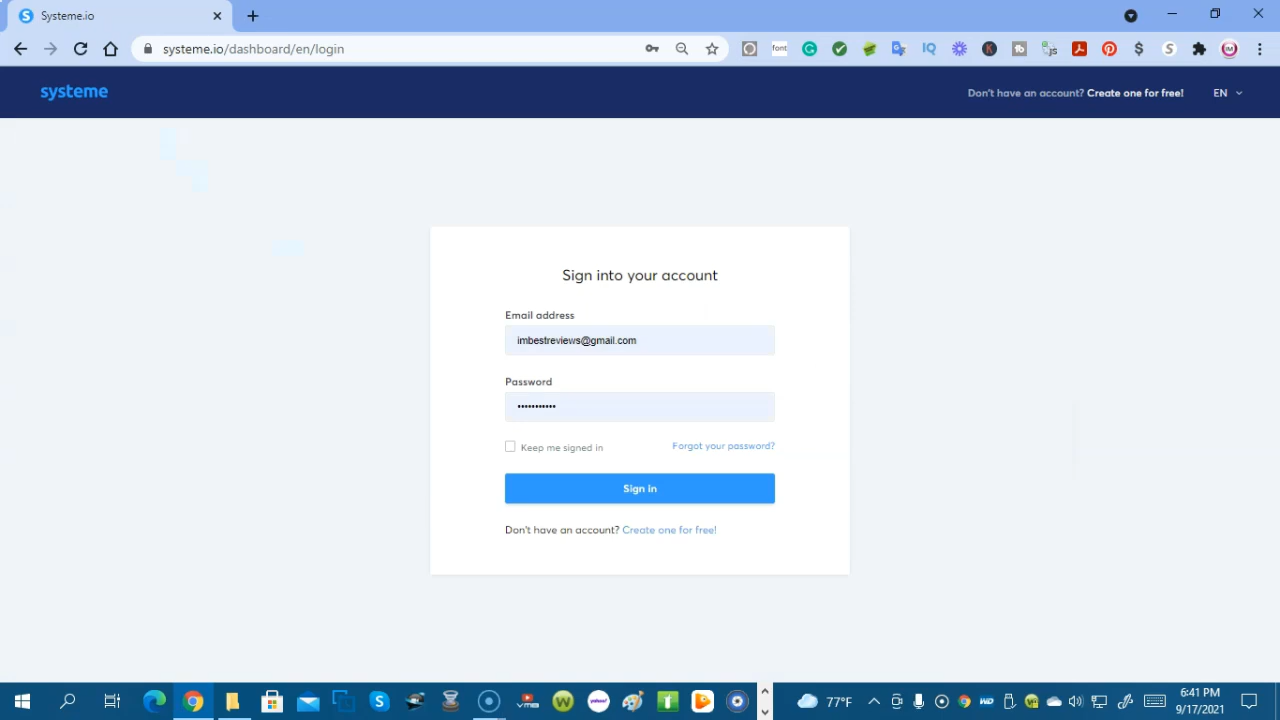 Systeme.io
systeme.io/dashboard/en/login
systeme
Don't have an account? Create one for free!
EN
Sign into your account
Email address
imbestreviews@gmail.com
Password
•••••••••••
Keep me signed in
Forgot your password?
Sign in
Don't have an account? Create one for free!
77°F
6:41 PM
9/17/2021